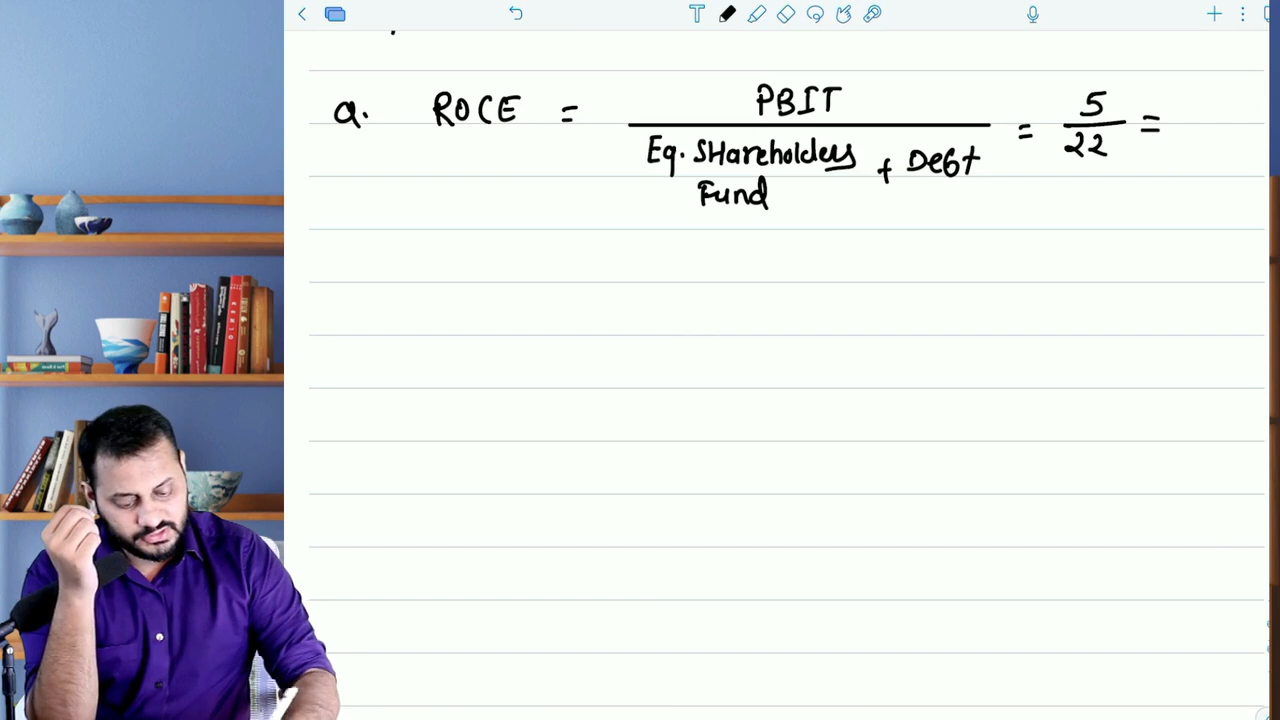 a. ROCE = PBIT / Eq. SHareholders Fund + Debt = 5/22 =